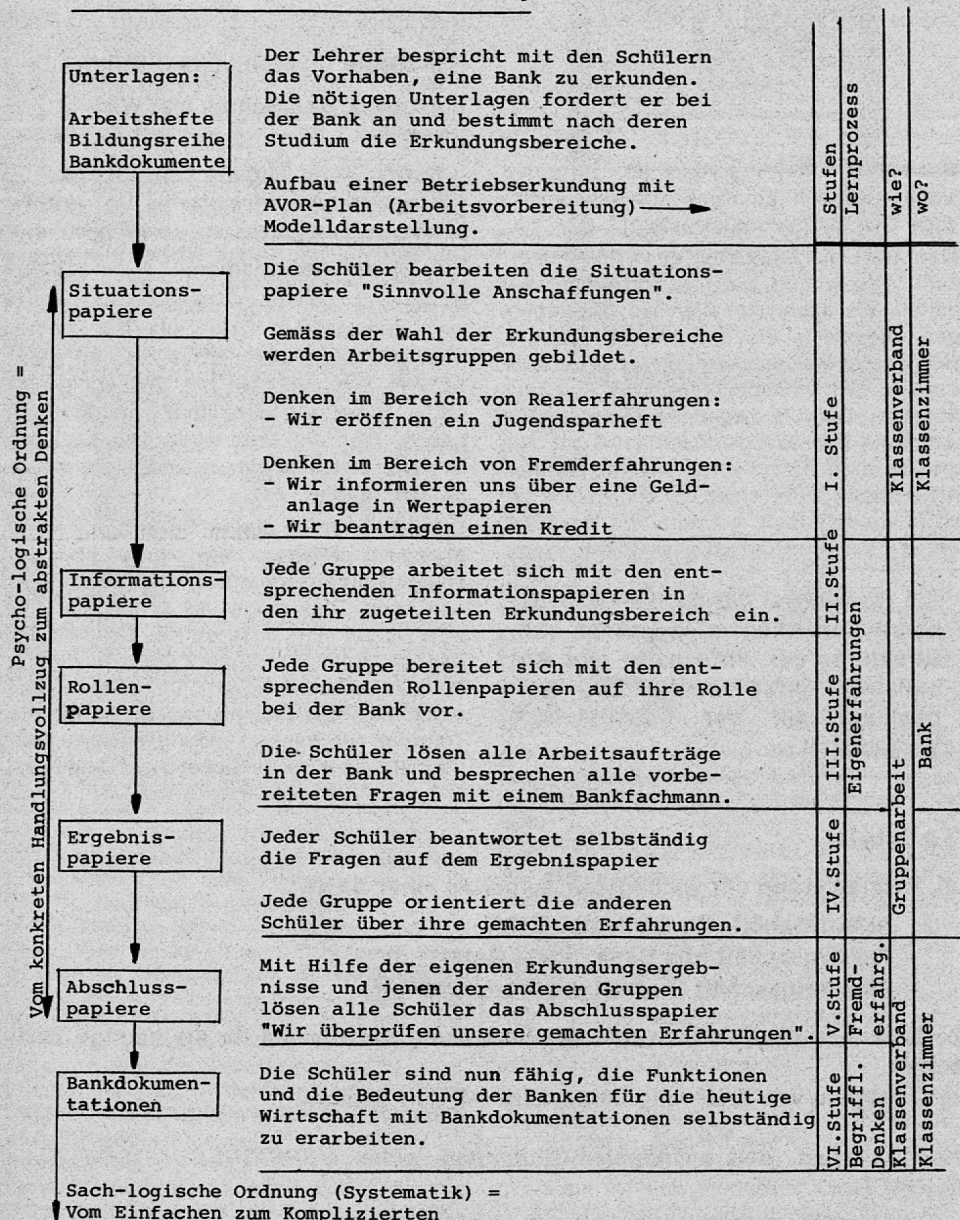 Unterlagen:
Arbeitshefte
Bildungsreihe
Bankdokumente
Der Lehrer bespricht mit den Schülern
das Vorhaben, eine Bank zu erkunden.
Die nötigen Unterlagen fordert er bei
der Bank an und bestimmt nach deren
Studium die Erkundungsbereiche.
Aufbau einer Betriebserkundung mit
AVOR-Plan (Arbeitsvorbereitung)
Modelldarstellung.
Stufen
Lernprozess
wie?
wo?
Psycho-logische Ordnung =
Vom konkreten Handlungsvollzug zum abstrakten Denken
Situations-
papiere
Die Schüler bearbeiten die Situations-
papiere "Sinnvolle Anschaffungen".
Gemäss der Wahl der Erkundungsbereiche
werden Arbeitsgruppen gebildet.
Denken im Bereich von Realerfahrungen:
- Wir eröffnen ein Jugendsparheft
Denken im Bereich von Fremderfahrungen:
- Wir informieren uns über eine Geld-
anlage in Wertpapieren
- Wir beantragen einen Kredit
I. Stufe
Klassenverband
Klassenzimmer
Informations-
papiere
Jede Gruppe arbeitet sich mit den ent-
sprechenden Informationspapieren in
den ihr zugeteilten Erkundungsbereich ein.
II.Stufe
Eigenerfahrungen
Gruppenarbeit
Rollen-
papiere
Jede Gruppe bereitet sich mit den ent-
sprechenden Rollenpapieren auf ihre Rolle
bei der Bank vor.
Die Schüler lösen alle Arbeitsaufträge
in der Bank und besprechen alle vorbe-
reiteten Fragen mit einem Bankfachmann.
III.Stufe
Bank
Ergebnis-
papiere
Jeder Schüler beantwortet selbständig
die Fragen auf dem Ergebnispapier
Jede Gruppe orientiert die anderen
Schüler über ihre gemachten Erfahrungen.
IV.Stufe
Abschluss-
papiere
Mit Hilfe der eigenen Erkundungsergeb-
nisse und jenen der anderen Gruppen
lösen alle Schüler das Abschlusspapier
"Wir überprüfen unsere gemachten Erfahrungen".
V.Stufe
Fremd-
erfahrg.
Klassenverband
Klassenzimmer
Bankdokumen-
tationen
Die Schüler sind nun fähig, die Funktionen
und die Bedeutung der Banken für die heutige
Wirtschaft mit Bankdokumentationen selbständig
zu erarbeiten.
VI.Stufe
Begriffl.
Denken
Sach-logische Ordnung (Systematik) =
Vom Einfachen zum Komplizierten